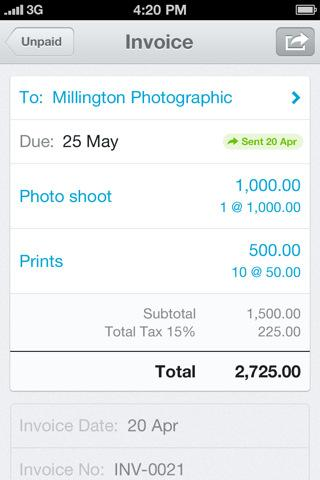 3G 4:20 PM
Unpaid Invoice
To: Millington Photographic
Due: 25 May Sent 20 Apr
Photo shoot 1,000.00
1 @ 1,000.00
Prints 500.00
10 @ 50.00
Subtotal 1,500.00
Total Tax 15% 225.00
Total 2,725.00
Invoice Date: 20 Apr
Invoice No: INV-0021